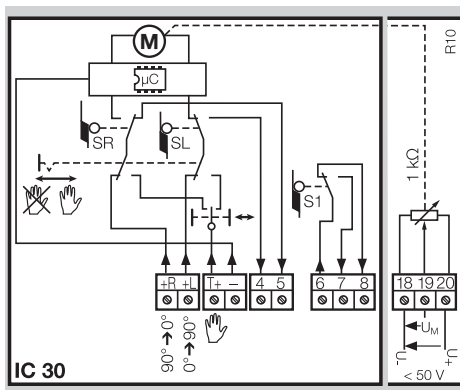 M
R10
µC
SR
SL
1 kΩ
S1
+R +L T+ – 4 5 6 7 8 18 19 20
90° → 0°
0° → 90°
U_M
U-
U+
< 50 V
IC 30